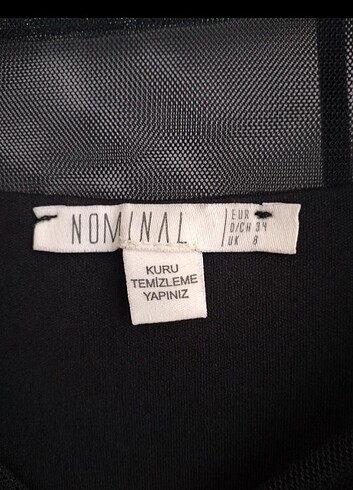 NOMINAL
EUR
D/CH 34
UK 8
KURU
TEMİZLEME
YAPINIZ